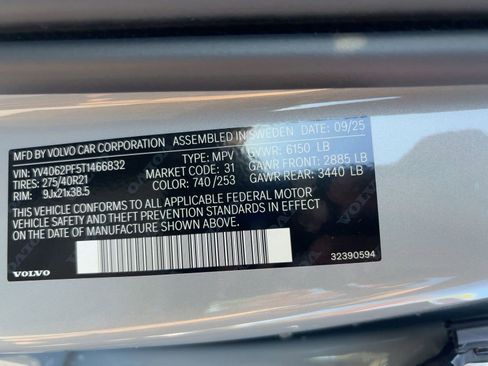 MFD BY VOLVO CAR CORPORATION ASSEMBLED IN SWEDEN DATE: 09/25
VIN: YV4062PF5T1466832 TYPE: MPV GVWR: 6150 LB
TIRES: 275/40R21 MARKET CODE: 31 GAWR FRONT: 2885 LB
RIM: 9Jx21x38.5 COLOR: 740/253 GAWR REAR: 3440 LB
THIS VEHICLE CONFORMS TO ALL APPLICABLE FEDERAL MOTOR
VEHICLE SAFETY AND THEFT PREVENTION STANDARDS IN EFFECT
ON THE DATE OF MANUFACTURE SHOWN ABOVE.
VOLVO 32390594